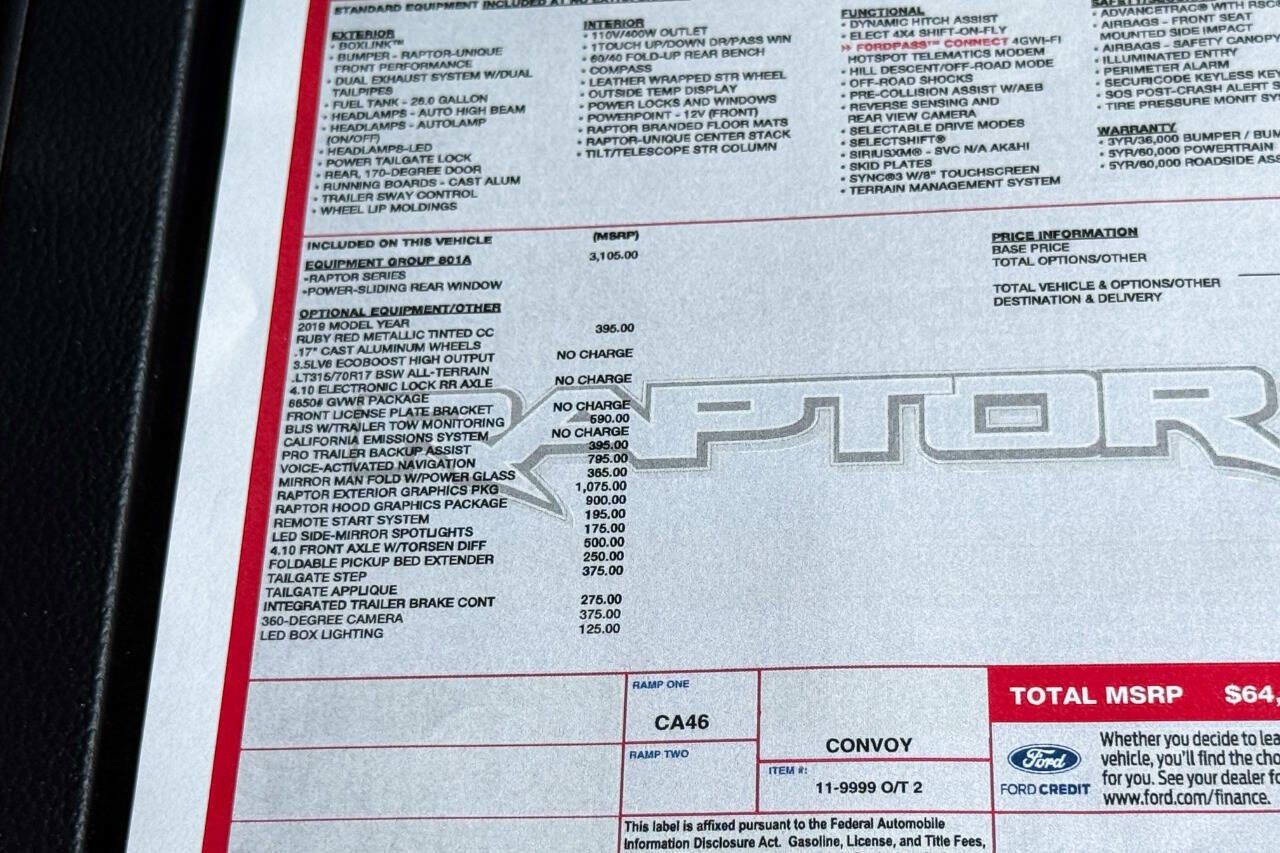 STANDARD EQUIPMENT INCLUDED AT NO
EXTERIOR
• BOXLINK™
• BUMPER - RAPTOR-UNIQUE
FRONT PERFORMANCE
• DUAL EXHAUST SYSTEM W/DUAL
TAILPIPES
• FUEL TANK - 26.0 GALLON
• HEADLAMPS - AUTO HIGH BEAM
• HEADLAMPS - AUTOLAMP
(ON/OFF)
• HEADLAMPS-LED
• POWER TAILGATE LOCK
• REAR, 170-DEGREE DOOR
• RUNNING BOARDS - CAST ALUM
• TRAILER SWAY CONTROL
• WHEEL LIP MOLDINGS
INTERIOR
• 110V/400W OUTLET
• 1TOUCH UP/DOWN DR/PASS WIN
• 60/40 FOLD-UP REAR BENCH
• COMPASS
• LEATHER WRAPPED STR WHEEL
• OUTSIDE TEMP DISPLAY
• POWER LOCKS AND WINDOWS
• POWERPOINT - 12V (FRONT)
• RAPTOR BRANDED FLOOR MATS
• RAPTOR-UNIQUE CENTER STACK
• TILT/TELESCOPE STR COLUMN
FUNCTIONAL
• DYNAMIC HITCH ASSIST
• ELECT 4X4 SHIFT-ON-FLY
» FORDPASS™ CONNECT 4GWI-FI
HOTSPOT TELEMATICS MODEM
• HILL DESCENT/OFF-ROAD MODE
• OFF-ROAD SHOCKS
• PRE-COLLISION ASSIST W/AEB
• REVERSE SENSING AND
REAR VIEW CAMERA
• SELECTABLE DRIVE MODES
• SELECTSHIFT®
• SIRIUSXM® - SVC N/A AK&HI
• SKID PLATES
• SYNC®3 W/8" TOUCHSCREEN
• TERRAIN MANAGEMENT SYSTEM
• ADVANCETRAC® WITH RSC
• AIRBAGS - FRONT SEAT
MOUNTED SIDE IMPACT
• AIRBAGS - SAFETY CANOPY
• ILLUMINATED ENTRY
• PERIMETER ALARM
• SECURICODE KEYLESS KEY
• SOS POST-CRASH ALERT S
• TIRE PRESSURE MONIT SY
WARRANTY
• 3YR/36,000 BUMPER / BUM
• 5YR/60,000 POWERTRAIN
• 5YR/60,000 ROADSIDE ASS
INCLUDED ON THIS VEHICLE (MSRP)
EQUIPMENT GROUP 801A 3,105.00
•RAPTOR SERIES
•POWER-SLIDING REAR WINDOW
OPTIONAL EQUIPMENT/OTHER
2019 MODEL YEAR
RUBY RED METALLIC TINTED CC 395.00
.17" CAST ALUMINUM WHEELS
3.5LV6 ECOBOOST HIGH OUTPUT NO CHARGE
.LT315/70R17 BSW ALL-TERRAIN
4.10 ELECTRONIC LOCK RR AXLE NO CHARGE
6650# GVWR PACKAGE
FRONT LICENSE PLATE BRACKET NO CHARGE
BLIS W/TRAILER TOW MONITORING 590.00
CALIFORNIA EMISSIONS SYSTEM NO CHARGE
PRO TRAILER BACKUP ASSIST 395.00
VOICE-ACTIVATED NAVIGATION 795.00
MIRROR MAN FOLD W/POWER GLASS 365.00
RAPTOR EXTERIOR GRAPHICS PKG 1,075.00
RAPTOR HOOD GRAPHICS PACKAGE 900.00
REMOTE START SYSTEM 195.00
LED SIDE-MIRROR SPOTLIGHTS 175.00
4.10 FRONT AXLE W/TORSEN DIFF 500.00
FOLDABLE PICKUP BED EXTENDER 250.00
TAILGATE STEP 375.00
TAILGATE APPLIQUE
INTEGRATED TRAILER BRAKE CONT 275.00
360-DEGREE CAMERA 375.00
LED BOX LIGHTING 125.00
PRICE INFORMATION
BASE PRICE
TOTAL OPTIONS/OTHER
TOTAL VEHICLE & OPTIONS/OTHER
DESTINATION & DELIVERY
RAPTOR
RAMP ONE
CA46
RAMP TWO
CONVOY
ITEM #:
11-9999 O/T 2
TOTAL MSRP $64,
Ford
FORD CREDIT
Whether you decide to lea
vehicle, you'll find the cho
for you. See your dealer fo
www.ford.com/finance.
This label is affixed pursuant to the Federal Automobile
Information Disclosure Act. Gasoline, License, and Title Fees,